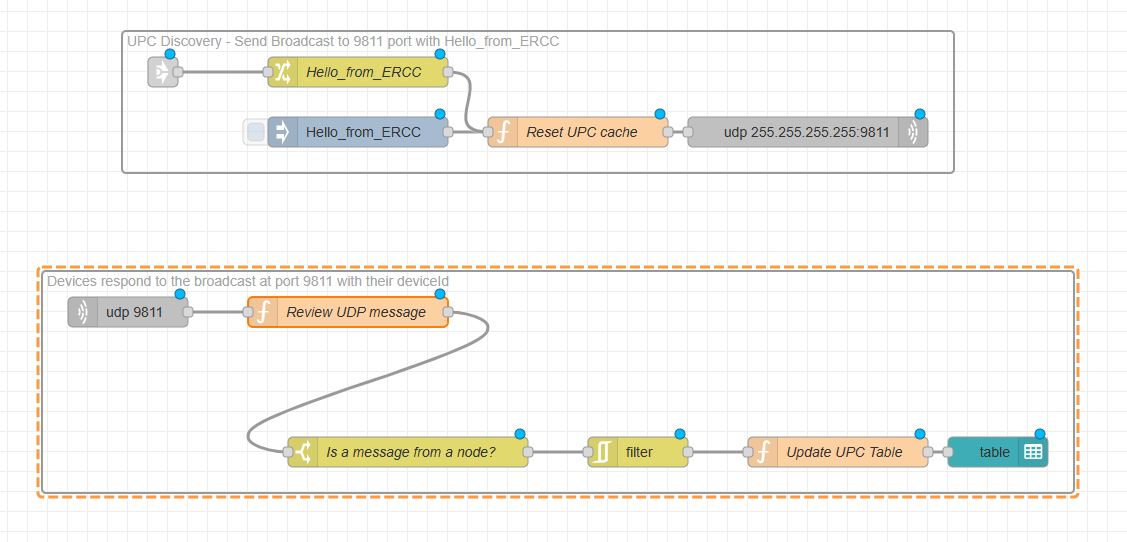 UPC Discovery - Send Broadcast to 9811 port with Hello_from_ERCC
Hello_from_ERCC
Hello_from_ERCC
Reset UPC cache
udp 255.255.255.255:9811
Devices respond to the broadcast at port 9811 with their deviceId
udp 9811
Review UDP message
Is a message from a node?
filter
Update UPC Table
table